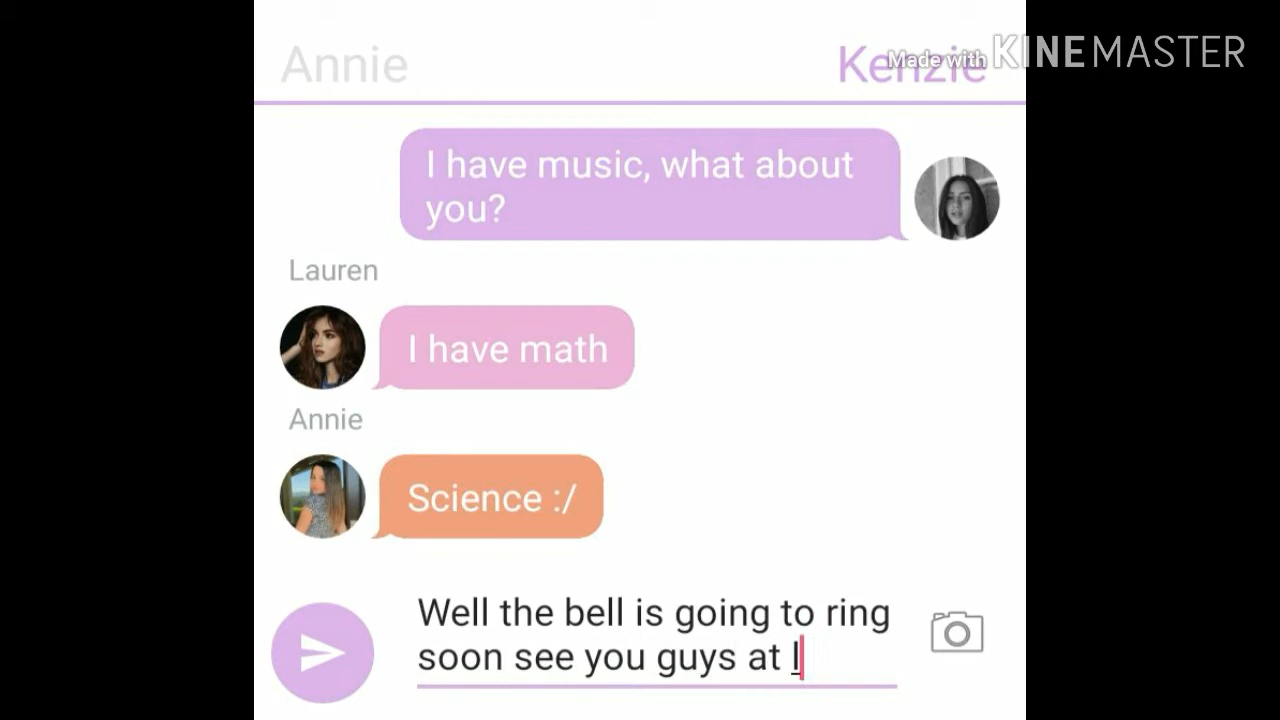 Annie
Kenzie
Made with KINEMASTER
I have music, what about
you?
Lauren
I have math
Annie
Science :/
Well the bell is going to ring
soon see you guys at l